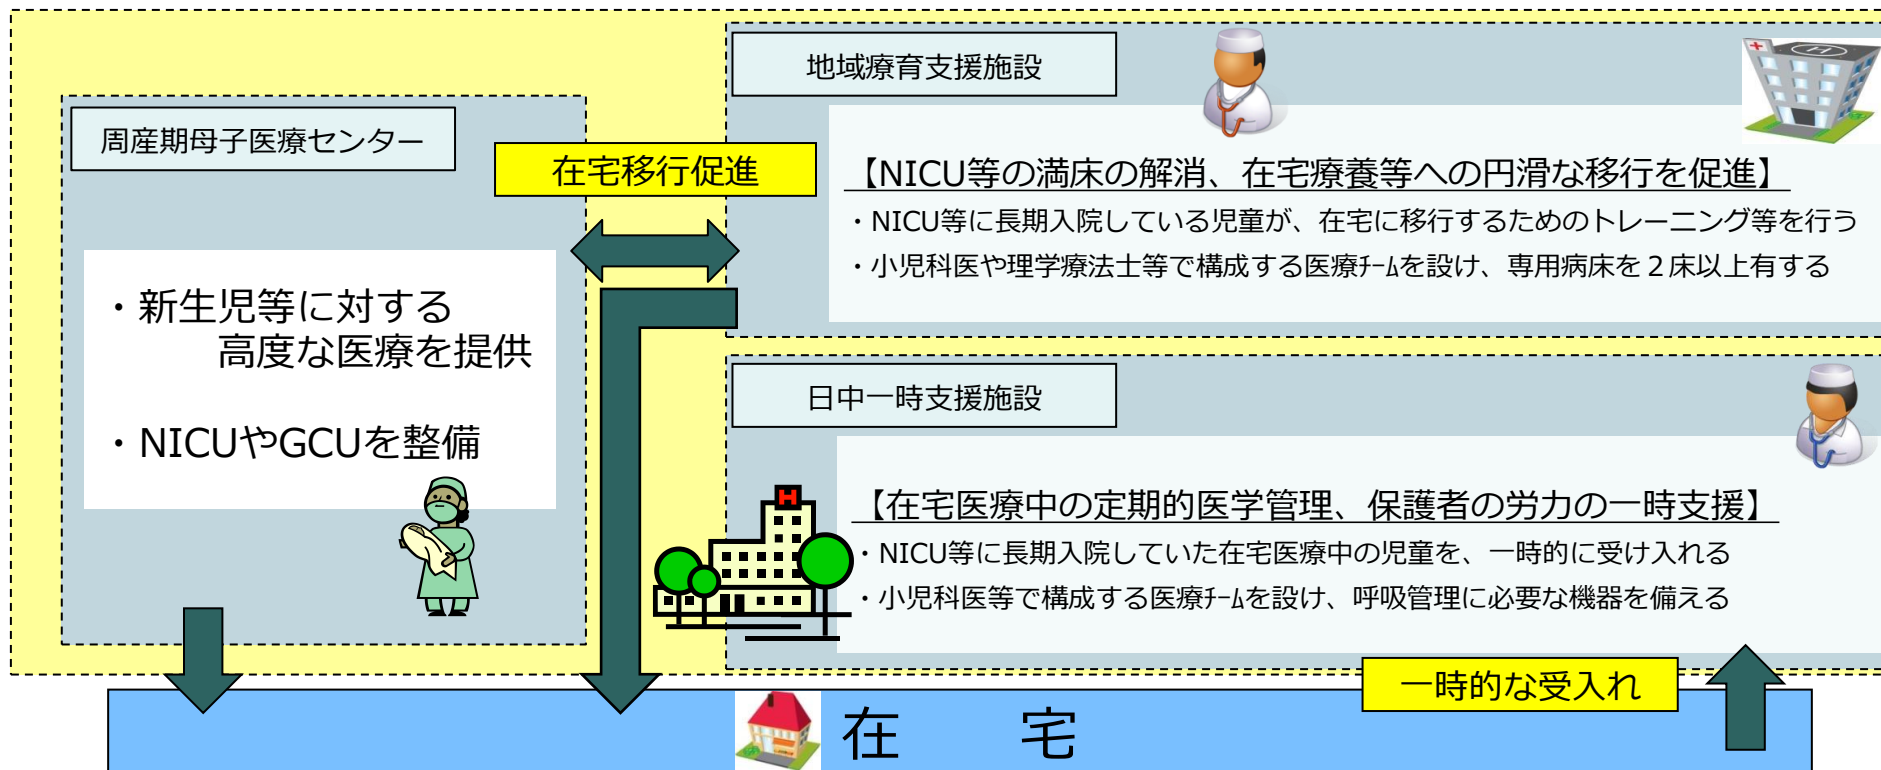 周産期母子医療センター
・新生児等に対する
高度な医療を提供
・NICUやGCUを整備
在宅移行促進
地域療育支援施設
【NICU等の満床の解消、在宅療養等への円滑な移行を促進】
・NICU等に長期入院している児童が、在宅に移行するためのトレーニング等を行う
・小児科医や理学療法士等で構成する医療ﾁｰﾑを設け、専用病床を２床以上有する
日中一時支援施設
【在宅医療中の定期的医学管理、保護者の労力の一時支援】
・NICU等に長期入院していた在宅医療中の児童を、一時的に受け入れる
・小児科医等で構成する医療ﾁｰﾑを設け、呼吸管理に必要な機器を備える
一時的な受入れ
在　宅
H
H